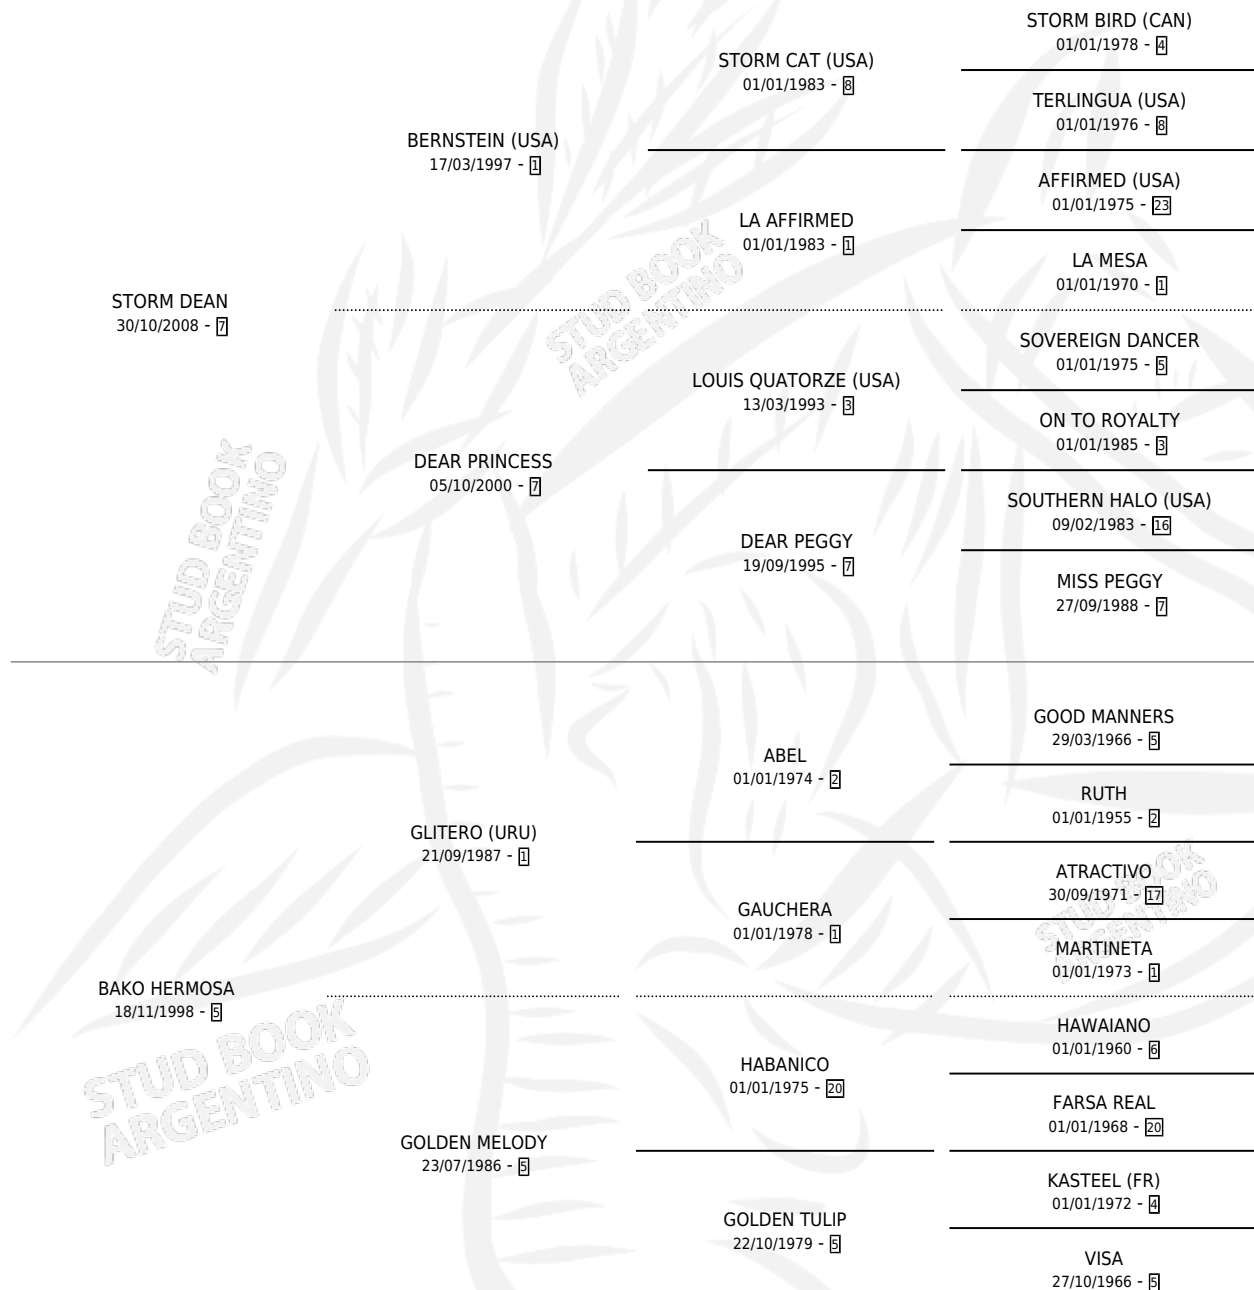 STORM BIRD (CAN)
01/01/1978 - 4
STORM CAT (USA)
01/01/1983 - 8
TERLINGUA (USA)
01/01/1976 - 8
BERNSTEIN (USA)
17/03/1997 - 1
AFFIRMED (USA)
01/01/1975 - 23
LA AFFIRMED
01/01/1983 - 1
LA MESA
01/01/1970 - 1
STORM DEAN
30/10/2008 - 7
SOVEREIGN DANCER
01/01/1975 - 5
LOUIS QUATORZE (USA)
13/03/1993 - 3
ON TO ROYALTY
01/01/1985 - 3
DEAR PRINCESS
05/10/2000 - 7
SOUTHERN HALO (USA)
09/02/1983 - 16
DEAR PEGGY
19/09/1995 - 7
MISS PEGGY
27/09/1988 - 7
STUD BOOK
ARGENTINO
STUD BOOK
ARGENTINO
GOOD MANNERS
29/03/1966 - 5
ABEL
01/01/1974 - 2
RUTH
01/01/1955 - 2
GLITERO (URU)
21/09/1987 - 1
ATRACTIVO
30/09/1971 - 17
GAUCHERA
01/01/1978 - 1
MARTINETA
01/01/1973 - 1
BAKO HERMOSA
18/11/1998 - 5
HAWAIANO
01/01/1960 - 6
HABANICO
01/01/1975 - 20
FARSA REAL
01/01/1968 - 20
GOLDEN MELODY
23/07/1986 - 5
KASTEEL (FR)
01/01/1972 - 4
GOLDEN TULIP
22/10/1979 - 5
VISA
27/10/1966 - 5
STUD BOOK
ARGENTINO
STUD BOOK
ARGENTINO